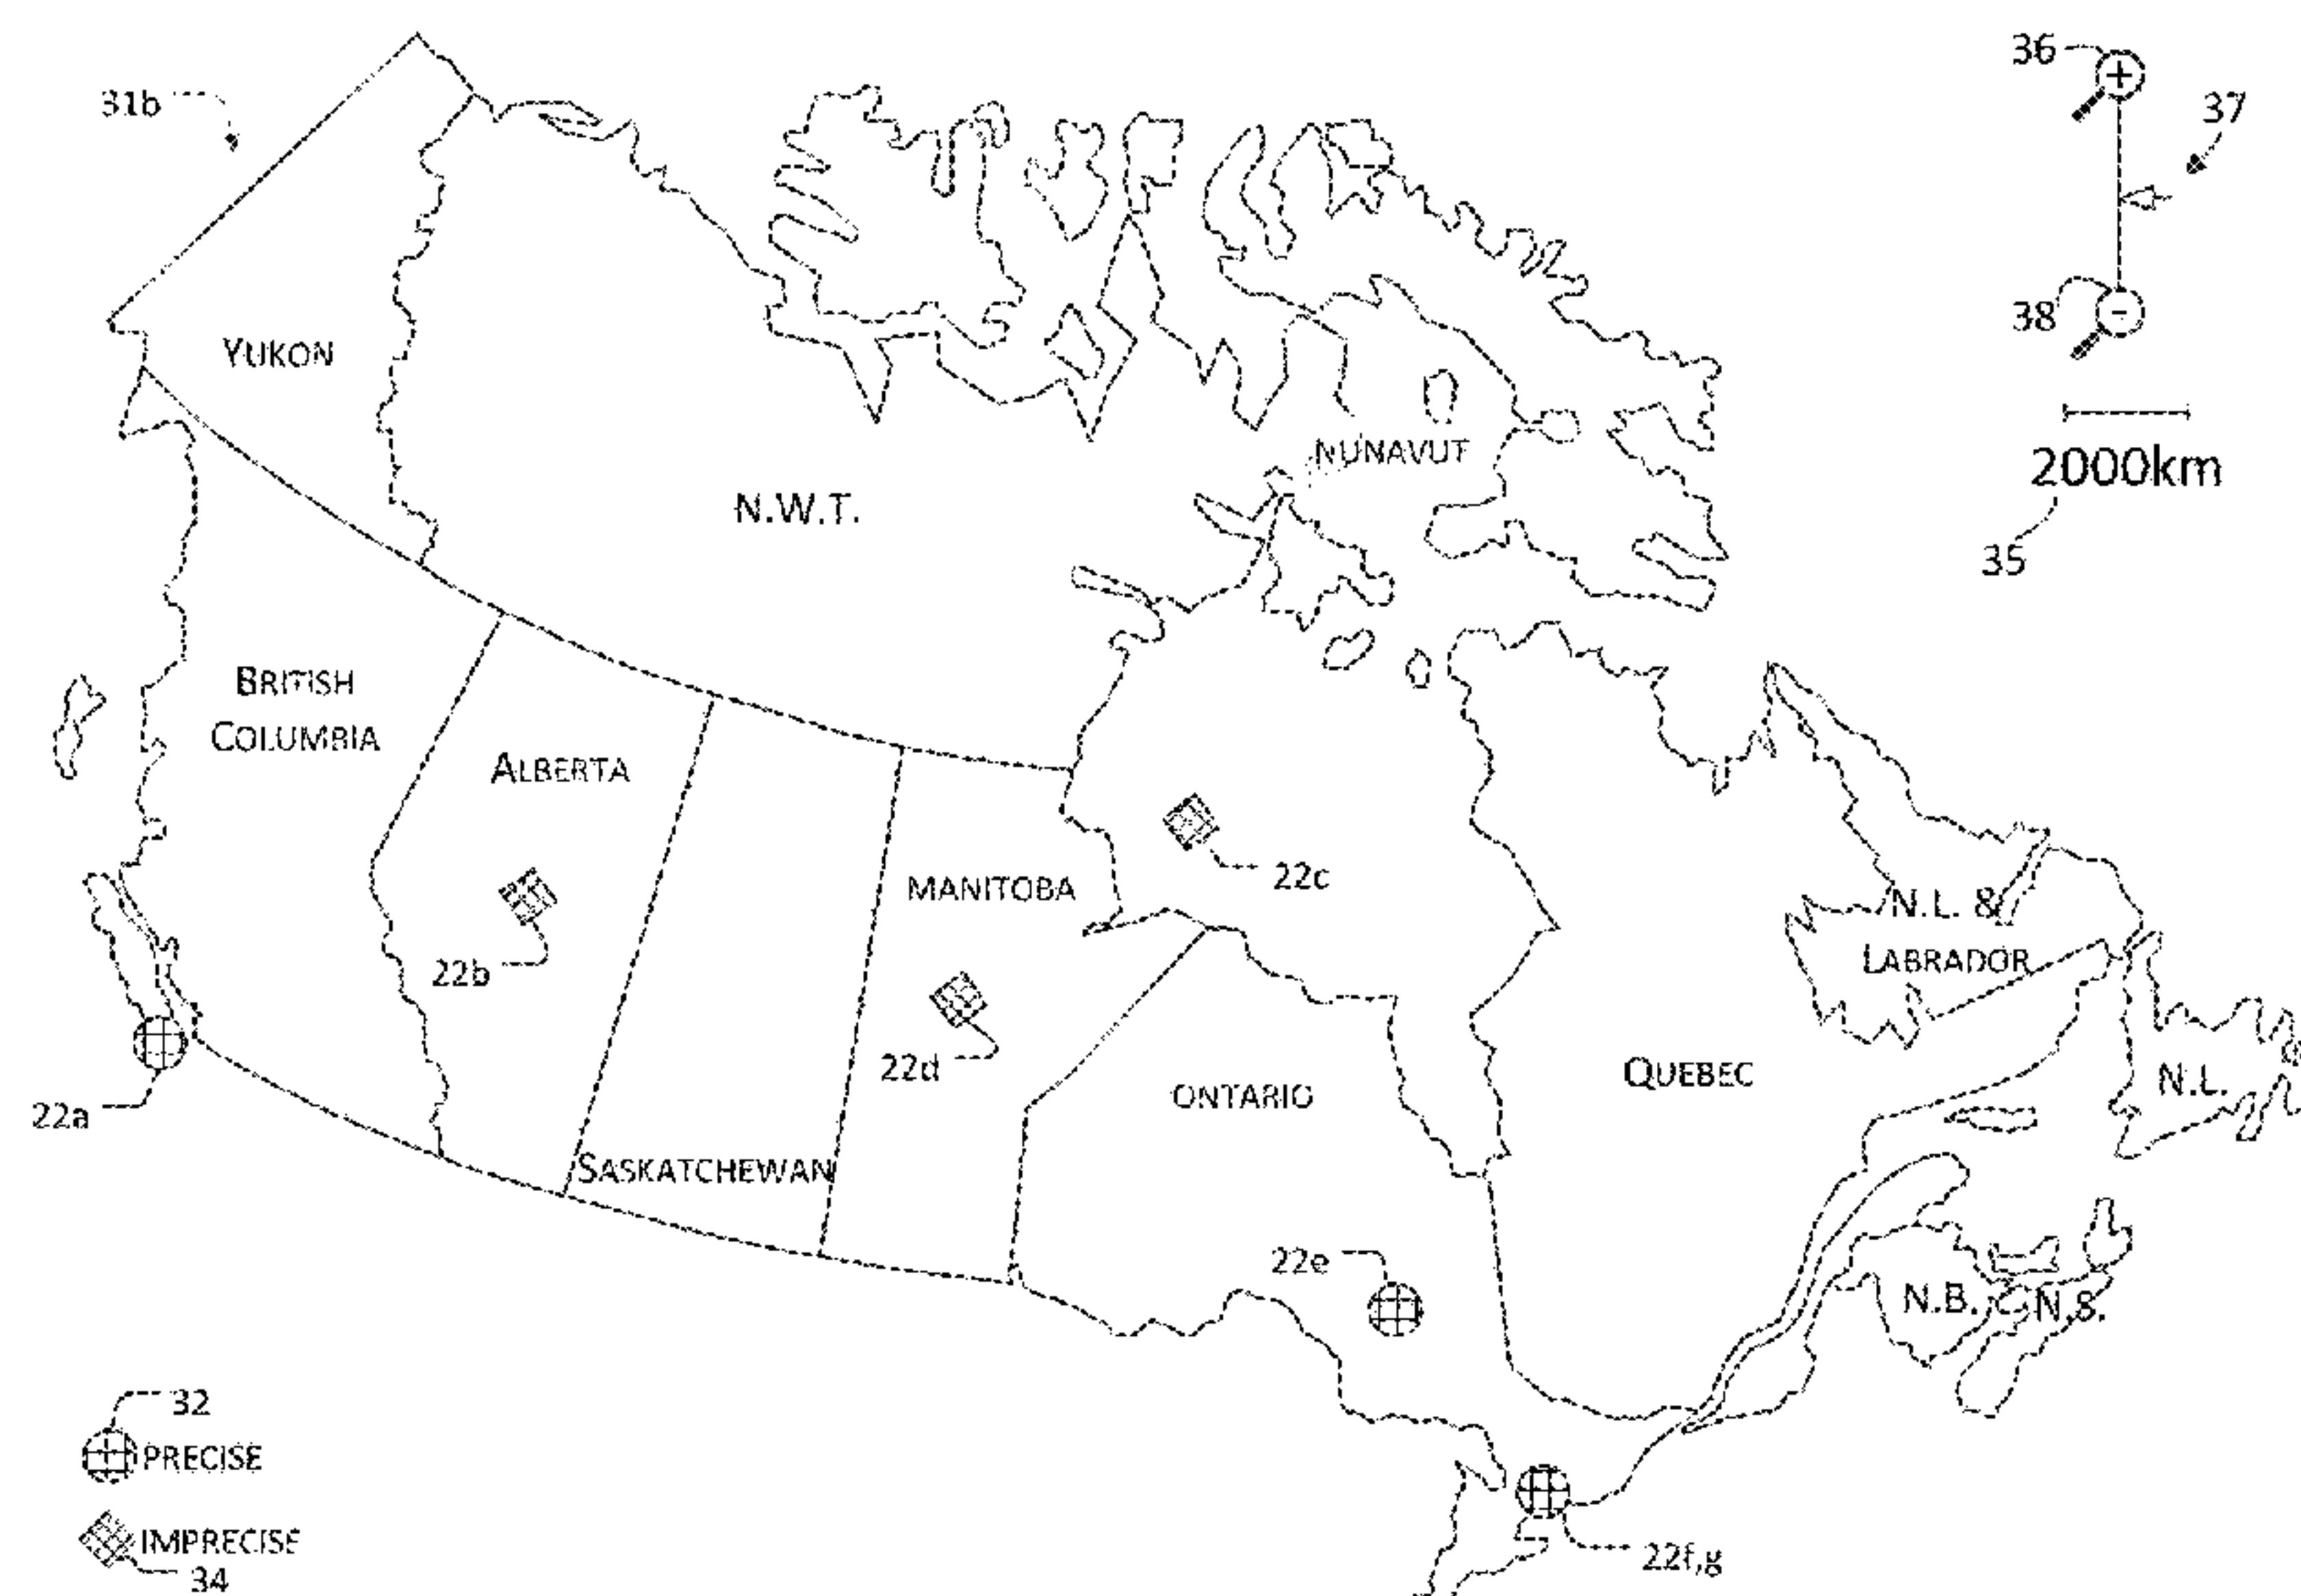 36
31b
37
38
YUKON
NUNAVUT
2000km
N.W.T.
35
BRITISH
COLUMBIA
ALBERTA
22c
MANITOBA
N.L. &
LABRADOR
22b
22d
QUEBEC
N.L.
ONTARIO
22a
SASKATCHEWAN
22e
N.B.
N.S.
32
PRECISE
IMPRECISE
34
22f,g